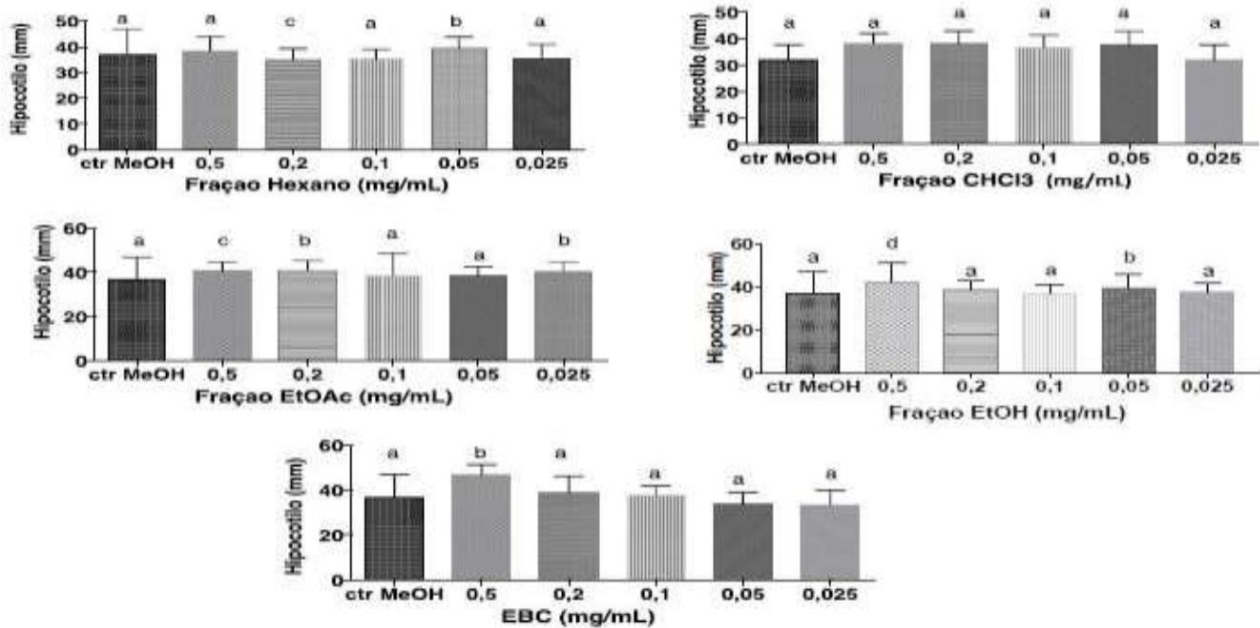 Hipocotilo (mm)
50
40
30
20
10
0
a a c a b a
ctr MeOH 0,5 0,2 0,1 0,05 0,025
Fraçao Hexano (mg/mL)
Hipocotilo (mm)
50
40
30
20
10
0
a a a a a a
ctr MeOH 0,5 0,2 0,1 0,05 0,025
Fraçao CHCl3 (mg/mL)
Hipocotilo (mm)
60
40
20
0
a c b a a b
ctr MeOH 0,5 0,2 0,1 0,05 0,025
Fraçao EtOAc (mg/mL)
Hipocotilo (mm)
60
40
20
0
a d a a b a
ctr MeOH 0,5 0,2 0,1 0,05 0,025
Fraçao EtOH (mg/mL)
Hipocotilo (mm)
60
40
20
0
a b a a a a
ctr MeOH 0,5 0,2 0,1 0,05 0,025
EBC (mg/mL)